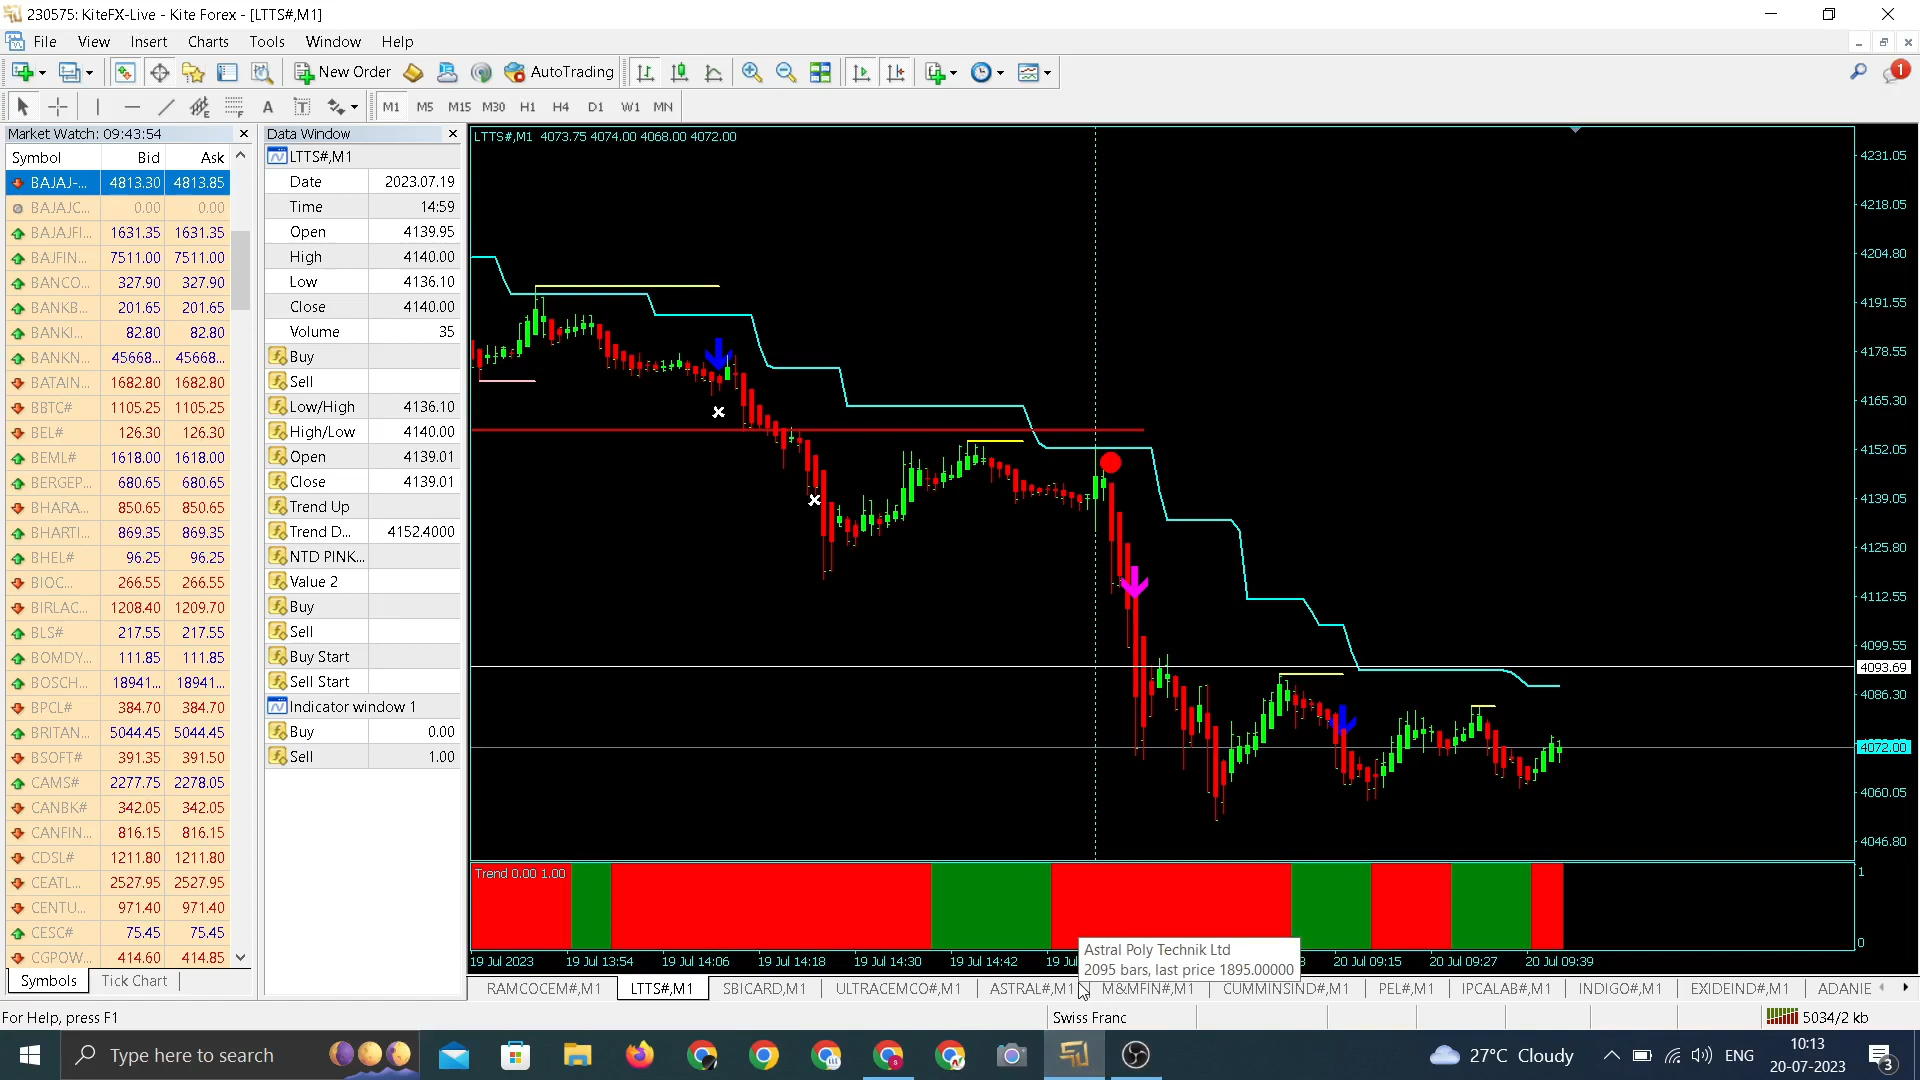 230575: KiteFX-Live - Kite Forex - [LTTS#,M1]
File View Insert Charts Tools Window Help
New Order AutoTrading 1
A T M1 M5 M15 M30 H1 H4 D1 W1 MN
Market Watch: 09:43:54
Symbol Bid Ask
BAJAJ-... 4813.30 4813.85
BAJAJC... 0.00 0.00
BAJAJFI... 1631.35 1631.35
BAJFIN... 7511.00 7511.00
BANCO... 327.90 327.90
BANKB... 201.65 201.65
BANKI... 82.80 82.80
BANKN... 45668... 45668...
BATAIN... 1682.80 1682.80
BBTC# 1105.25 1105.25
BEL# 126.30 126.30
BEML# 1618.00 1618.00
BERGEP... 680.65 680.65
BHARA... 850.65 850.65
BHARTI... 869.35 869.35
BHEL# 96.25 96.25
BIOC... 266.55 266.55
BIRLAC... 1208.40 1209.70
BLS# 217.55 217.55
BOMDY... 111.85 111.85
BOSCH... 18941... 18941...
BPCL# 384.70 384.70
BRITAN... 5044.45 5044.45
BSOFT# 391.35 391.50
CAMS# 2277.75 2278.05
CANBK# 342.05 342.05
CANFIN... 816.15 816.15
CDSL# 1211.80 1211.80
CEATL... 2527.95 2527.95
CENTU... 971.40 971.40
CESC# 75.45 75.45
CGPOW... 414.60 414.85
Symbols Tick Chart
Data Window
LTTS#,M1
Date 2023.07.19
Time 14:59
Open 4139.95
High 4140.00
Low 4136.10
Close 4140.00
Volume 35
Buy
Sell
Low/High 4136.10
High/Low 4140.00
Open 4139.01
Close 4139.01
Trend Up
Trend D... 4152.4000
NTD PINK...
Value 2
Buy
Sell
Buy Start
Sell Start
Indicator window 1
Buy 0.00
Sell 1.00
LTTS#,M1 4073.75 4074.00 4068.00 4072.00
4231.05
4218.05
4204.80
4191.55
4178.55
4165.30
4152.05
4139.05
4125.80
4112.55
4099.55
4093.69
4086.30
4072.00
4060.05
4046.80
Trend 0.00 1.00
1
0
Astral Poly Technik Ltd
2095 bars, last price 1895.00000
19 Jul 2023 19 Jul 13:54 19 Jul 14:06 19 Jul 14:18 19 Jul 14:30 19 Jul 14:42 20 Jul 09:15 20 Jul 09:27 20 Jul 09:39
RAMCOCEM#,M1 LTTS#,M1 SBICARD,M1 ULTRACEMCO#,M1 ASTRAL#,M1 M&MFIN#,M1 CUMMINSIND#,M1 PEL#,M1 IPCALAB#,M1 INDIGO#,M1 EXIDEIND#,M1 ADANIE
For Help, press F1 Swiss Franc 5034/2 kb
Type here to search 27°C Cloudy ENG 10:13
20-07-2023 3